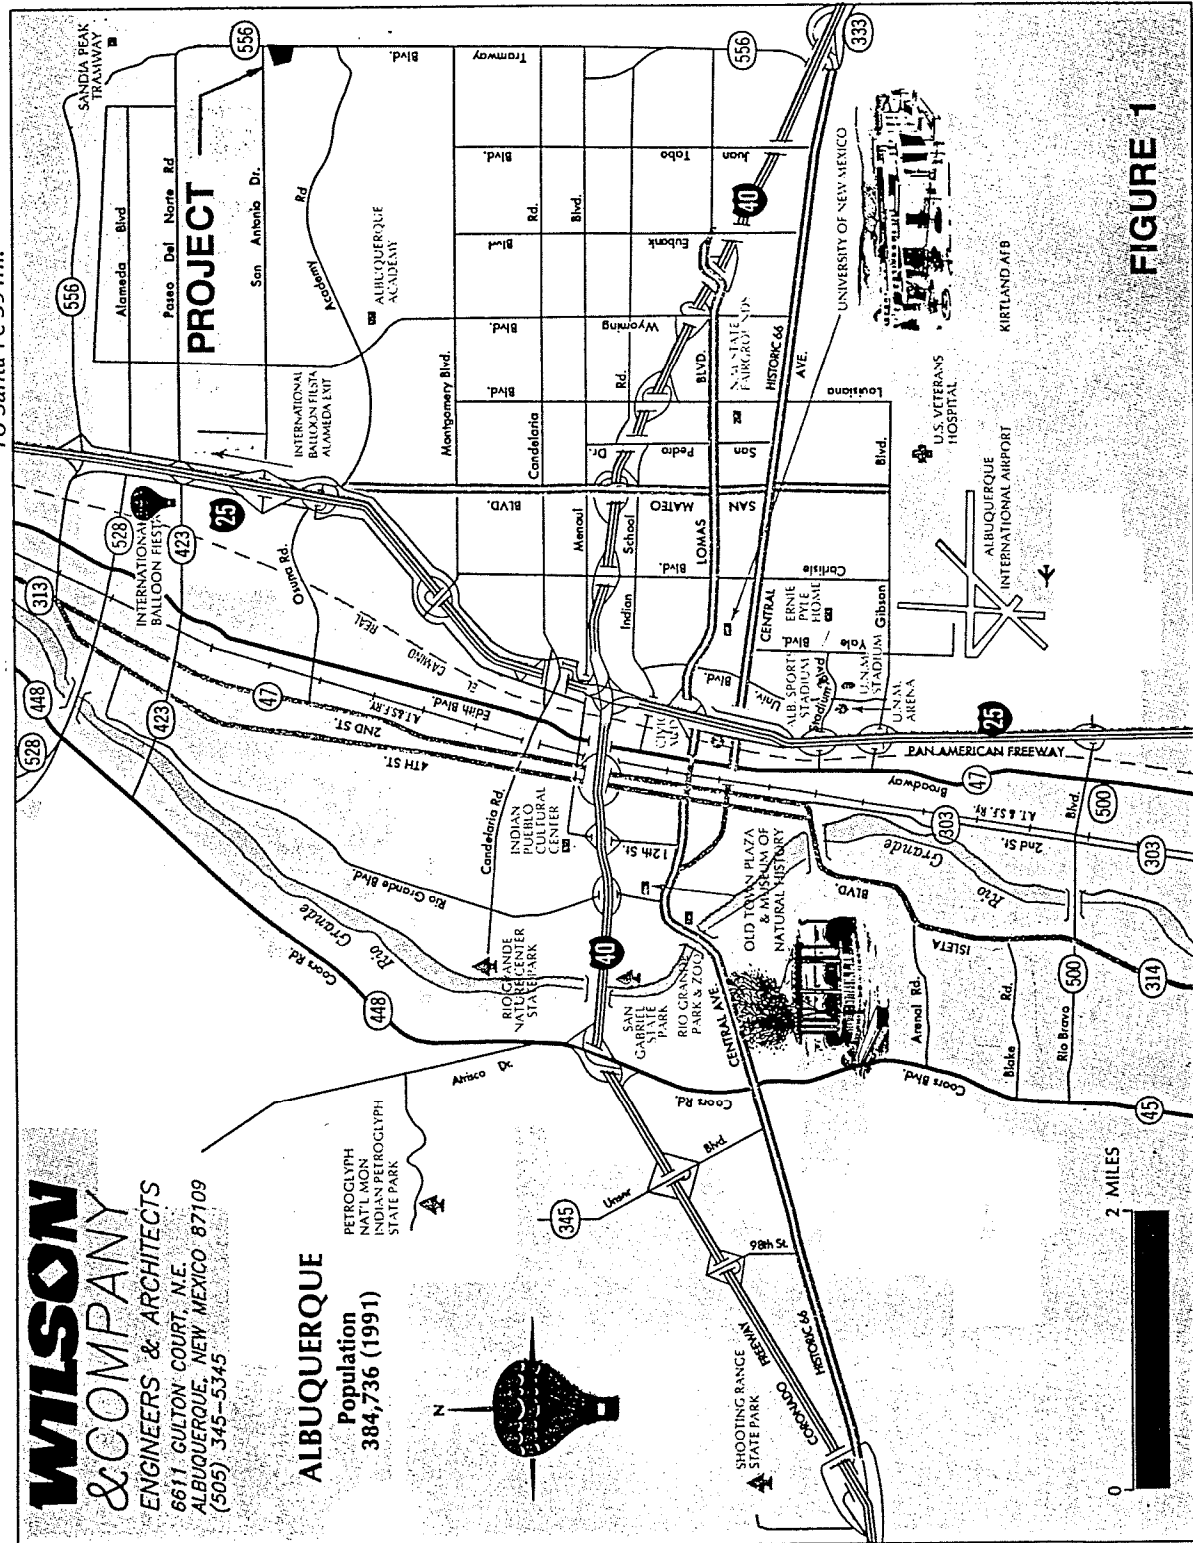 WILSON
&COMPANY
ENGINEERS & ARCHITECTS
6611 GULTON COURT, N.E.
ALBUQUERQUE, NEW MEXICO 87109
(505) 345-5345
ALBUQUERQUE
Population
384,736 (1991)
N
PETROGLYPH
NAT'L MON
INDIAN PETROGLYPH
STATE PARK
SHOOTING RANGE
STATE PARK
0
2 MILES
345
Unser
Blvd.
98th St.
CORONADO
FREEWAY
HISTORIC 66
Atrisco Dr.
448
Coors Rd.
Coors Rd.
Coors Blvd.
45
CENTRAL AVE.
Rio
Grande
Rio Grande Blvd.
Candelaria Rd.
RIO GRANDE
NATURE CENTER
STATE PARK
40
SAN
GABRIEL
STATE
PARK
RIO GRANDE
PARK & ZOO
OLD TOWN PLAZA
& MUSEUM OF
NATURAL HISTORY
INDIAN
PUEBLO
CULTURAL
CENTER
12th St.
Arenal Rd.
Blake Rd.
Rio Bravo
500
Blvd.
500
ISLETA
BLVD.
314
303
303
Rio
Grande
2nd St.
A.T. & S.F. RY.
47
Broadway
PAN AMERICAN FREEWAY
25
528
448
313
423
47
4TH ST.
2ND ST.
A.T.& S.F. RY.
Edith Blvd.
EL
CAMINO
REAL
Osuna Rd.
528
423
INTERNATIONAL
BALLOON FIESTA
25
INTERNATIONAL
BALLOON FIESTA
ALAMEDA EXIT
To Santa Fe 59 mi.
556
SANDIA PEAK
TRAMWAY
556
Alameda Blvd
Paseo Del Norte Rd
PROJECT
San Antonio Dr.
Academy Rd
ALBUQUERQUE
ACADEMY
Montgomery Blvd.
Candelaria
Rd.
Menaul
Blvd.
Indian
School
Rd.
Tramway
Blvd.
556
333
Juan
Tabo
Blvd.
Eubank
Blvd
Wyoming
Blvd.
Louisiana
Blvd.
San
Pedro
Dr.
SAN
MATEO
BLVD.
Carlisle
Blvd.
LOMAS
BLVD.
40
CENTRAL
AVE.
HISTORIC 66
N.M. STATE
FAIRGROUNDS
UNIVERSITY OF NEW MEXICO
Univ.
Blvd.
ALB. SPORTS
STADIUM
Stadium Blvd
ERNIE
PYLE
HOME
Yale
Blvd.
U.N.M.
STADIUM
U.N.M.
ARENA
Gibson
Blvd.
U.S. VETERANS
HOSPITAL
KIRTLAND AFB
ALBUQUERQUE
INTERNATIONAL AIRPORT
FIGURE 1